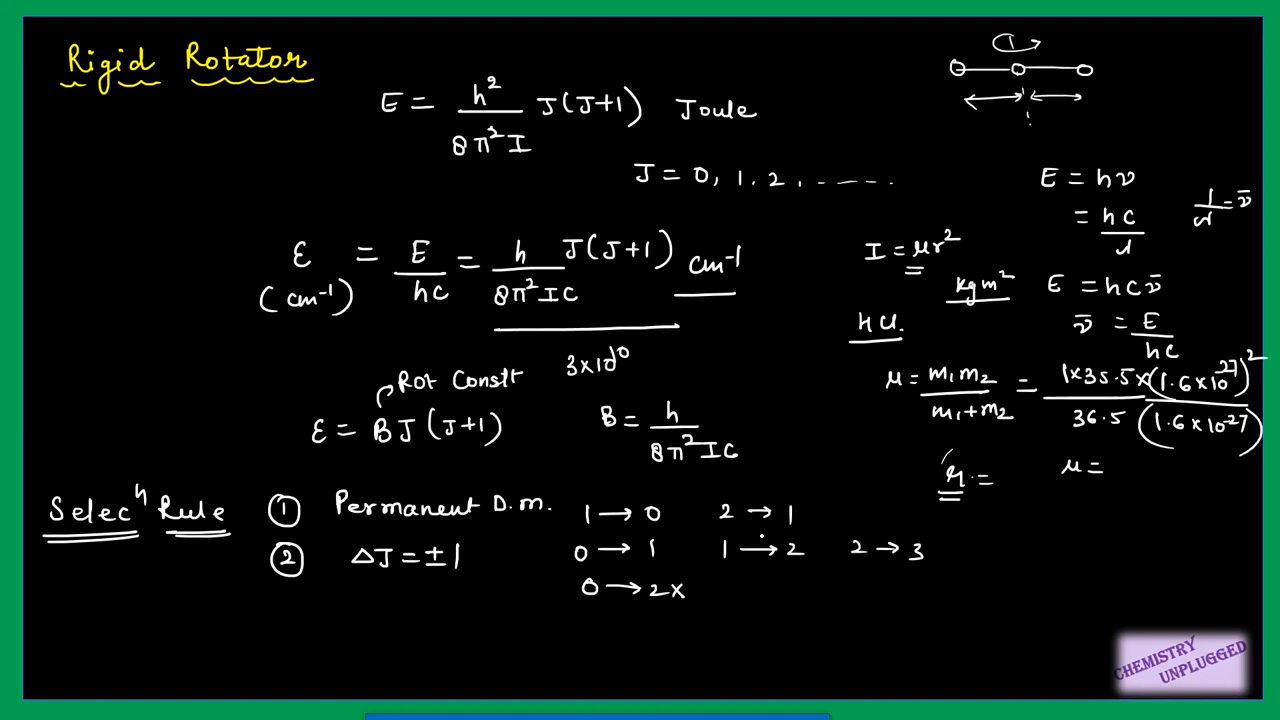 Rigid Rotator
E = h² / 8π²I J(J+1) Joule
J = 0, 1, 2, ------
ε (cm⁻¹) = E / hc = h / 8π²IC J(J+1) cm⁻¹
3×10¹⁰
Rot Constt
ε = BJ(J+1)
B = h / 8π²IC
E = hν
= hc / λ
1/λ = ν̄
I = μr²
kgm²
E = hcν̄
HCl.
ν̄ = E / hc
μ = m₁m₂ / m₁+m₂ = 1×35.5×(1.6×10⁻²⁷)² / 36.5 (1.6×10⁻²⁷)
μ =
Selecⁿ Rule
① Permanent D.m.
1 → 0 2 → 1
② ΔJ = ±1
0 → 1 1 → 2 2 → 3
0 → 2 x
CHEMISTRY
UNPLUGGED